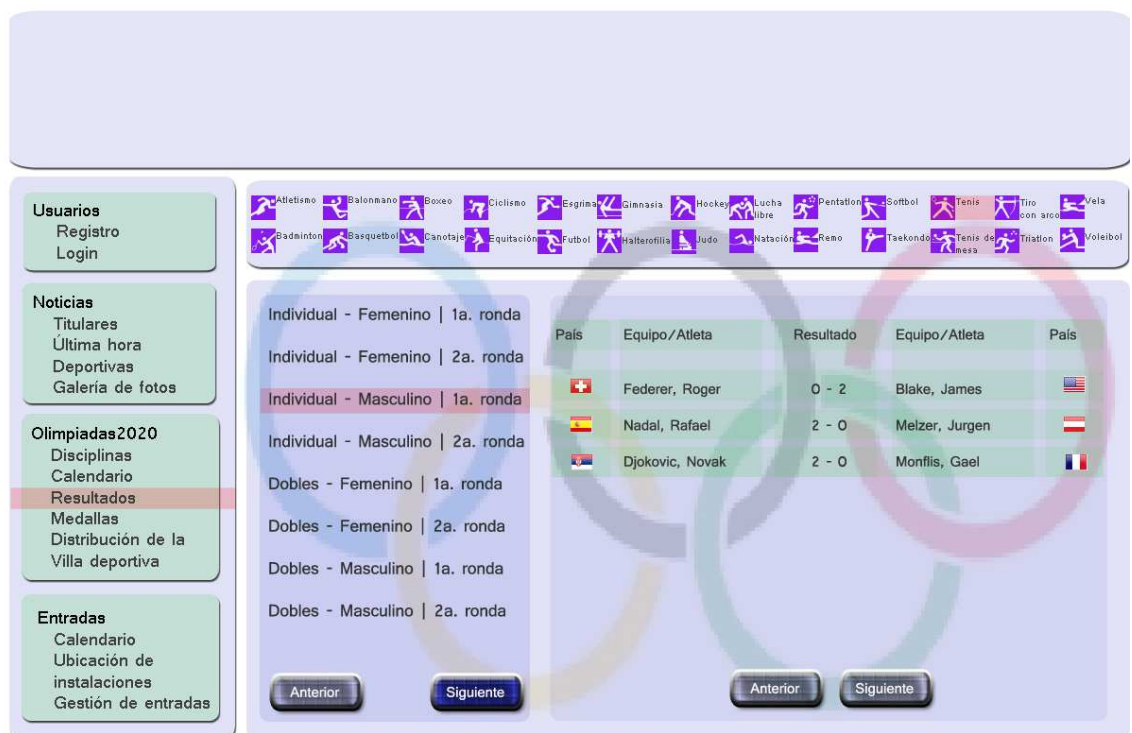 Usuarios
Registro
Login
Noticias
Titulares
Última hora
Deportivas
Galería de fotos
Olimpiadas2020
Disciplinas
Calendario
Resultados
Medallas
Distribución de la
Villa deportiva
Entradas
Calendario
Ubicación de
instalaciones
Gestión de entradas
Atletismo Balonmano Boxeo Ciclismo Esgrima Gimnasia Hockey Lucha libre Pentatlon Softbol Tenis Tiro con arco Vela
Badminton Basquetbol Canotaje Equitación Futbol Halterofilia Judo Natación Remo Taekondo Tenis de mesa Triatlon Voleibol
Individual - Femenino | 1a. ronda
Individual - Femenino | 2a. ronda
Individual - Masculino | 1a. ronda
Individual - Masculino | 2a. ronda
Dobles - Femenino | 1a. ronda
Dobles - Femenino | 2a. ronda
Dobles - Masculino | 1a. ronda
Dobles - Masculino | 2a. ronda
Anterior Siguiente
País Equipo/Atleta Resultado Equipo/Atleta País
Federer, Roger 0 - 2 Blake, James
Nadal, Rafael 2 - 0 Melzer, Jurgen
Djokovic, Novak 2 - 0 Monflis, Gael
Anterior Siguiente